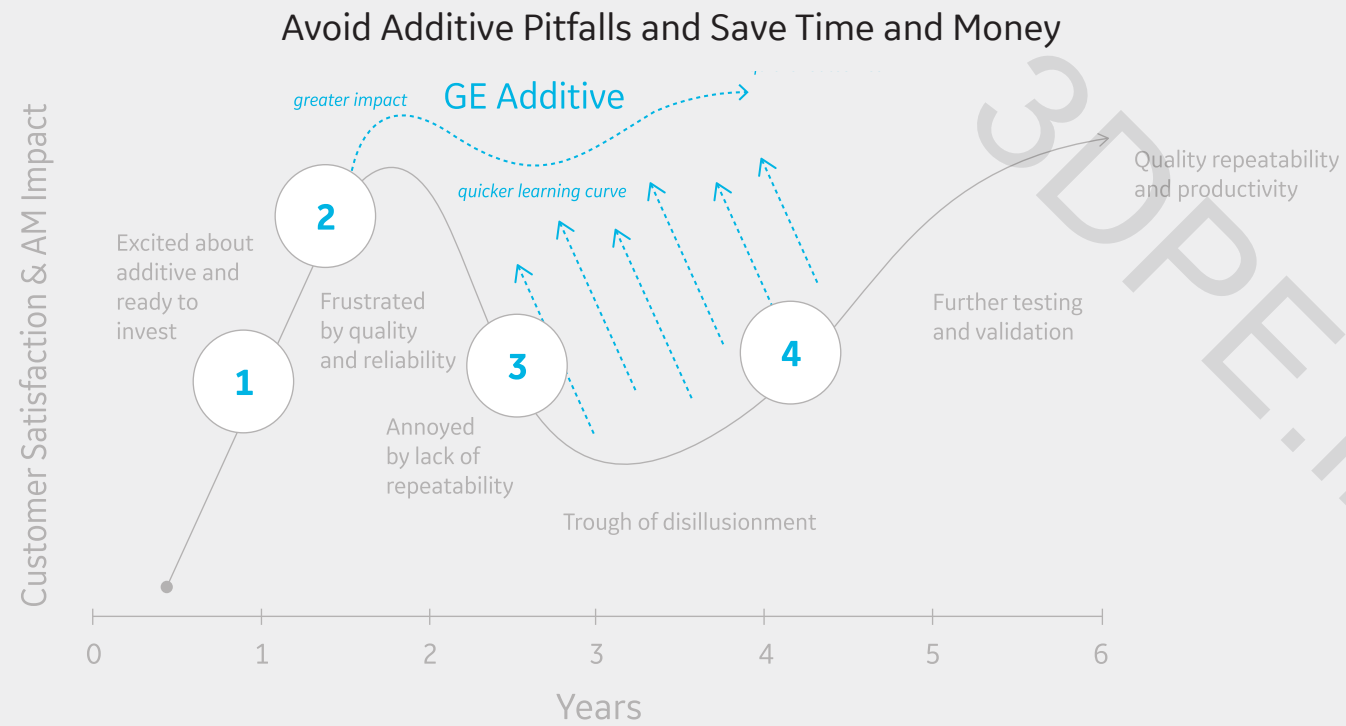 Avoid Additive Pitfalls and Save Time and Money
greater impact
GE Additive
quicker learning curve
Customer Satisfaction & AM Impact
Excited about
additive and
ready to
invest
1
2
Frustrated
by quality
and reliability
3
Annoyed
by lack of
repeatability
Trough of disillusionment
4
Further testing
and validation
Quality repeatability
and productivity
0 1 2 3 4 5 6
Years
3DPE.